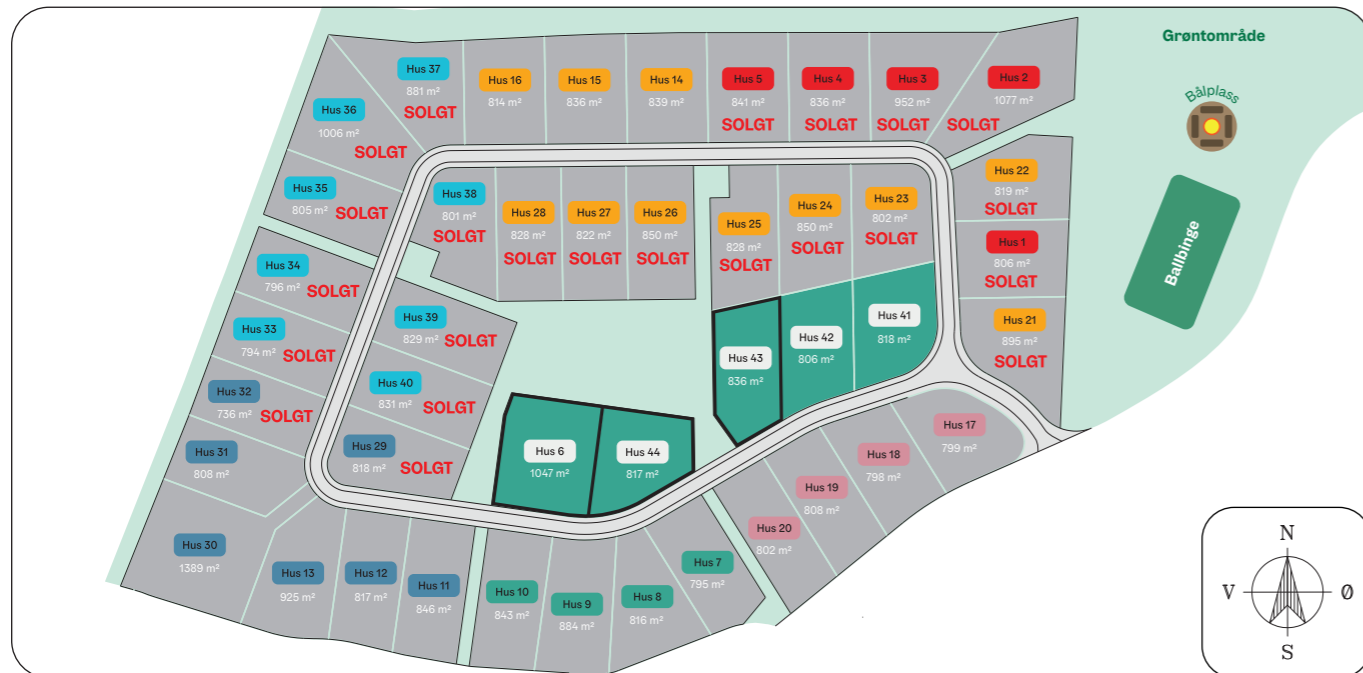 Grøntområde
Bålplass
Ballbinge
Hus 37
881 m²
SOLGT
Hus 16
814 m²
Hus 15
836 m²
Hus 14
839 m²
Hus 5
841 m²
SOLGT
Hus 4
836 m²
SOLGT
Hus 3
952 m²
SOLGT
Hus 2
1077 m²
SOLGT
Hus 36
1006 m²
SOLGT
Hus 35
805 m²
SOLGT
Hus 38
801 m²
SOLGT
Hus 28
828 m²
SOLGT
Hus 27
822 m²
SOLGT
Hus 26
850 m²
SOLGT
Hus 25
828 m²
SOLGT
Hus 24
850 m²
SOLGT
Hus 23
802 m²
SOLGT
Hus 22
819 m²
SOLGT
Hus 1
806 m²
SOLGT
Hus 21
895 m²
SOLGT
Hus 34
796 m²
SOLGT
Hus 33
794 m²
SOLGT
Hus 32
736 m²
SOLGT
Hus 31
808 m²
Hus 39
829 m²
SOLGT
Hus 40
831 m²
SOLGT
Hus 29
818 m²
SOLGT
Hus 43
836 m²
Hus 42
806 m²
Hus 41
818 m²
Hus 6
1047 m²
Hus 44
817 m²
Hus 17
799 m²
Hus 18
798 m²
Hus 19
808 m²
Hus 20
802 m²
Hus 30
1389 m²
Hus 13
925 m²
Hus 12
817 m²
Hus 11
846 m²
Hus 10
843 m²
Hus 9
884 m²
Hus 8
816 m²
Hus 7
795 m²
N
V
Ø
S